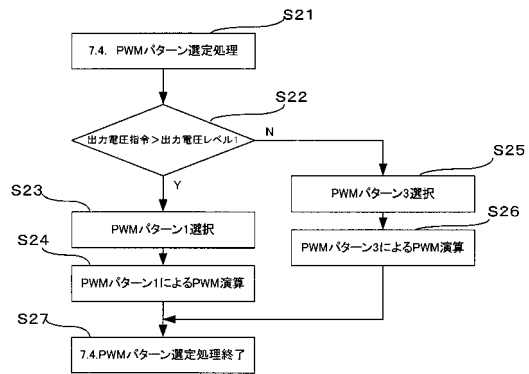 S21
7.4. PWMパターン選定処理
S22
出力電圧指令>出力電圧レベル1
N
Y
S23
PWMパターン1選択
S24
PWMパターン1によるPWM演算
S25
PWMパターン3選択
S26
PWMパターン3によるPWM演算
S27
7.4.PWMパターン選定処理終了